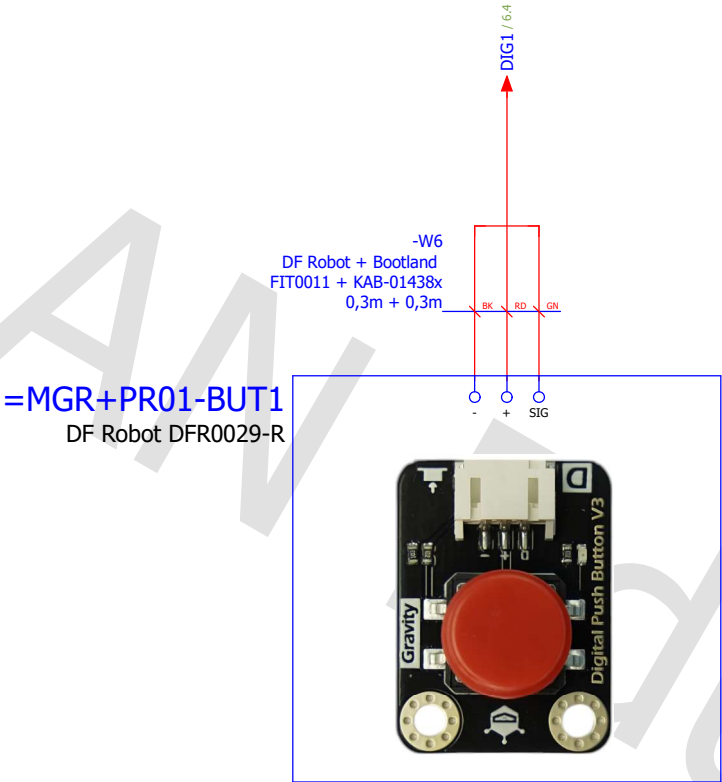 DIG1 / 6.4
-W6
DF Robot + Bootland
FIT0011 + KAB-01438x
0,3m + 0,3m
BK RD GN
=MGR+PR01-BUT1
DF Robot DFR0029-R
- + SIG
D
- +
Gravity
Digital Push Button V3
AN